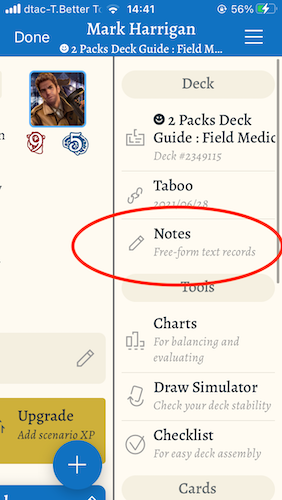 dtac-T.Better To 14:41 56%
Mark Harrigan
Done
2 Packs Deck Guide : Field M...
Deck
2 Packs Deck
Guide : Field Medic
Deck #2349115
Taboo
2021/06/28
Notes
Free-form text records
Tools
Charts
For balancing and
evaluating
Draw Simulator
Check your deck stability
Upgrade
Add scenario XP
Checklist
For easy deck assembly
Cards